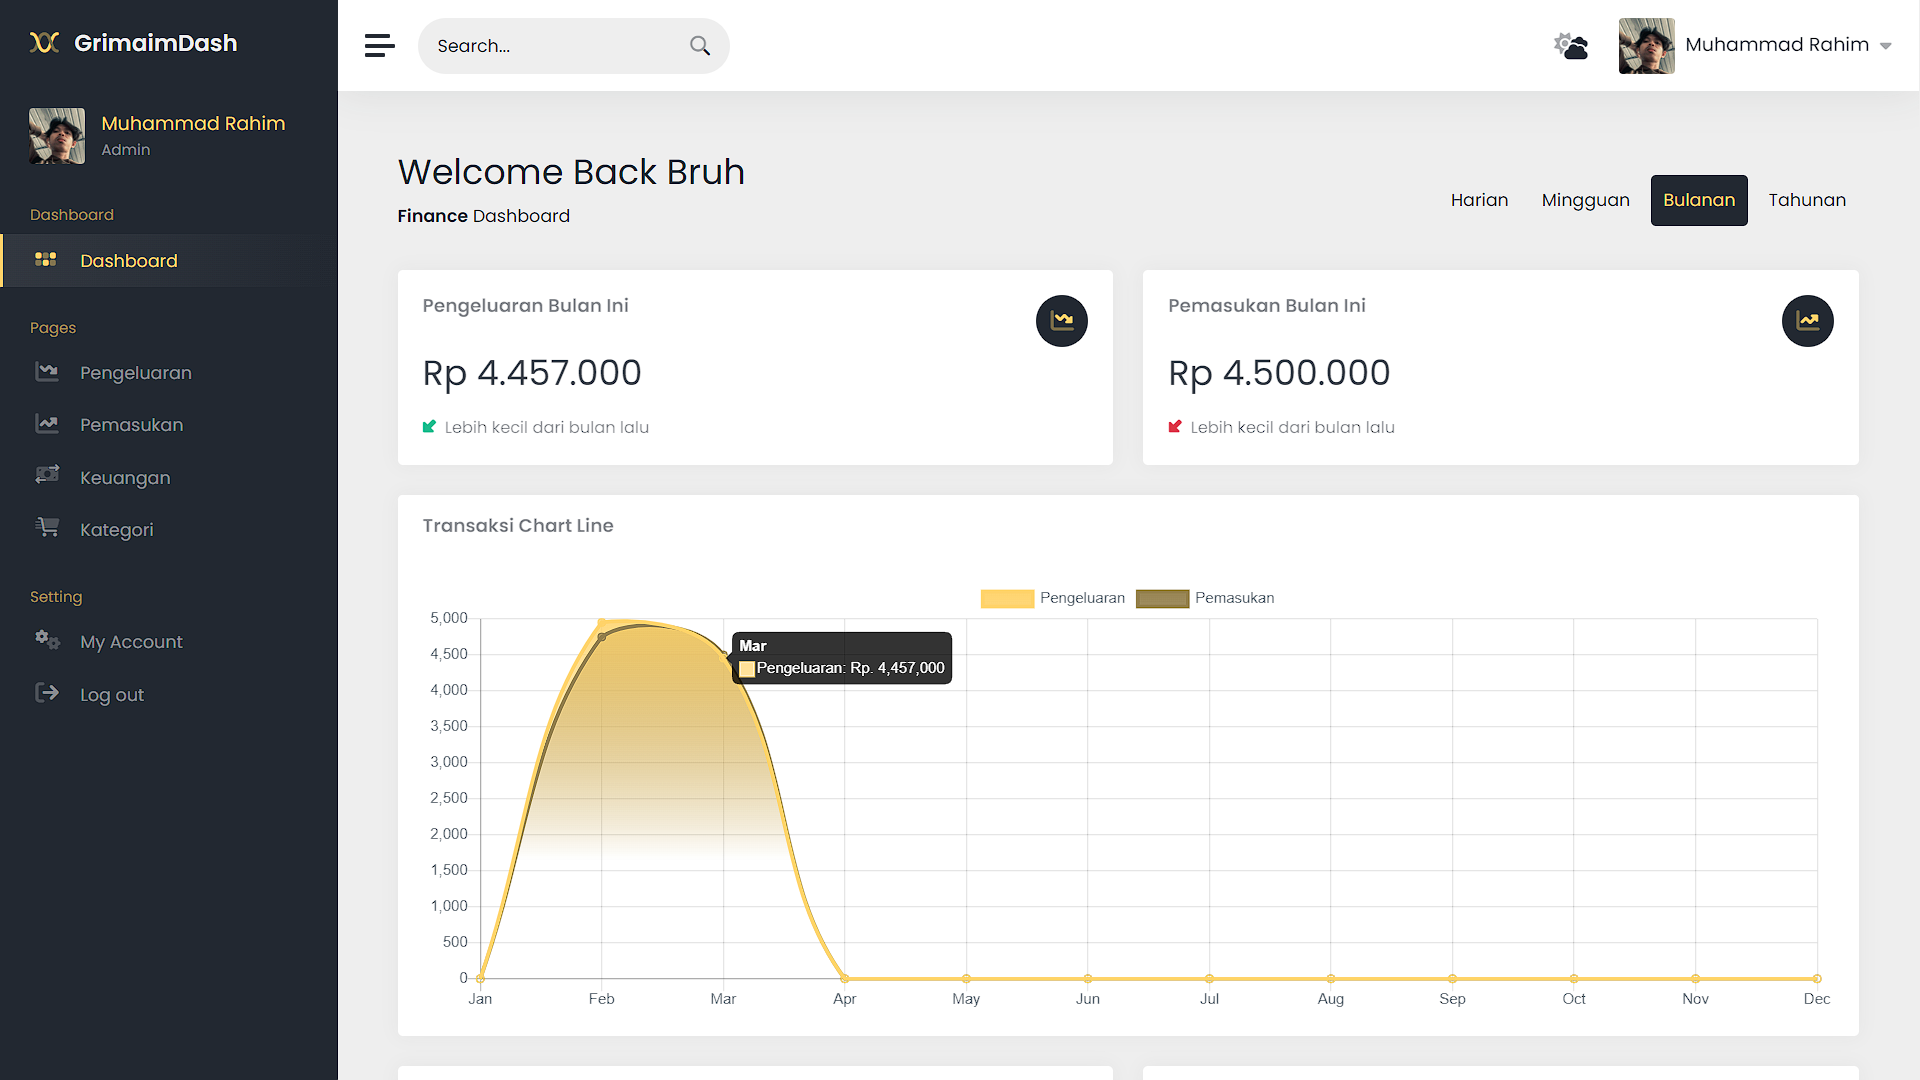 GrimaimDash
Muhammad Rahim
Admin
Dashboard
Dashboard
Pages
Pengeluaran
Pemasukan
Keuangan
Kategori
Setting
My Account
Log out
Search...
Muhammad Rahim
Welcome Back Bruh
Finance Dashboard
Harian Mingguan Bulanan Tahunan
Pengeluaran Bulan Ini
Rp 4.457.000
Lebih kecil dari bulan lalu
Pemasukan Bulan Ini
Rp 4.500.000
Lebih kecil dari bulan lalu
Transaksi Chart Line
Pengeluaran Pemasukan
5,000
4,500
4,000
3,500
3,000
2,500
2,000
1,500
1,000
500
0
Mar
Pengeluaran: Rp. 4,457,000
Jan Feb Mar Apr May Jun Jul Aug Sep Oct Nov Dec